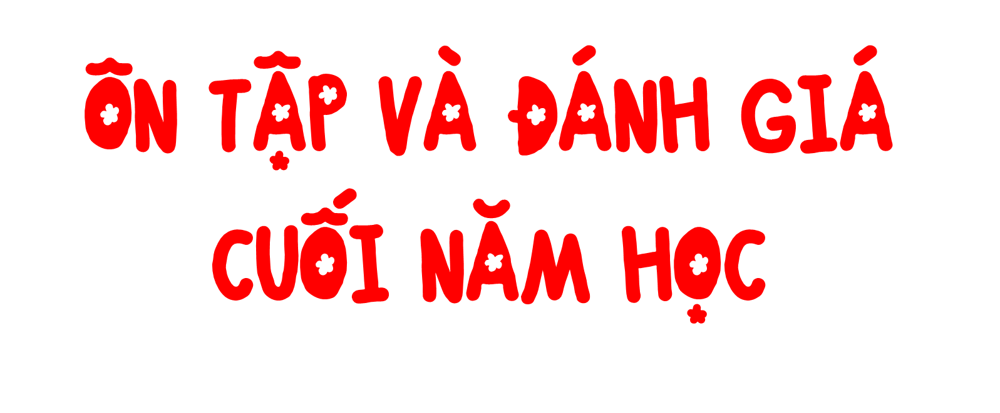 ÔN TẬP VÀ ĐÁNH GIÁ
CUỐI NĂM HỌC